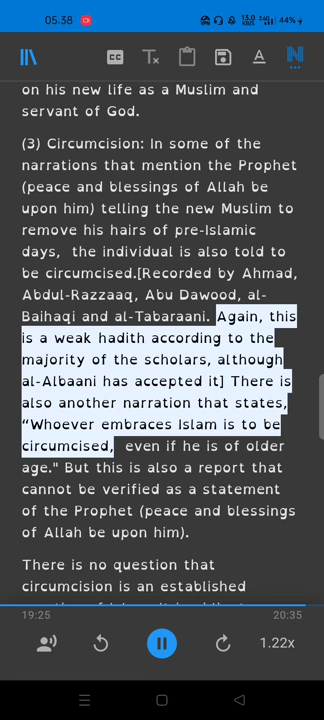 05.38
13.0 KB/S
44%
CC
on his new life as a Muslim and
servant of God.
(3) Circumcision: In some of the
narrations that mention the Prophet
(peace and blessings of Allah be
upon him) telling the new Muslim to
remove his hairs of pre-Islamic
days,  the individual is also told to
be circumcised.[Recorded by Ahmad,
Abdul-Razzaaq, Abu Dawood, al-
Baihaqi and al-Tabaraani. Again, this
is a weak hadith according to the
majority of the scholars, although
al-Albaani has accepted it] There is
also another narration that states,
“Whoever embraces Islam is to be
circumcised,  even if he is of older
age." But this is also a report that
cannot be verified as a statement
of the Prophet (peace and blessings
of Allah be upon him).
There is no question that
circumcision is an established
19:25
20:35
1.22x